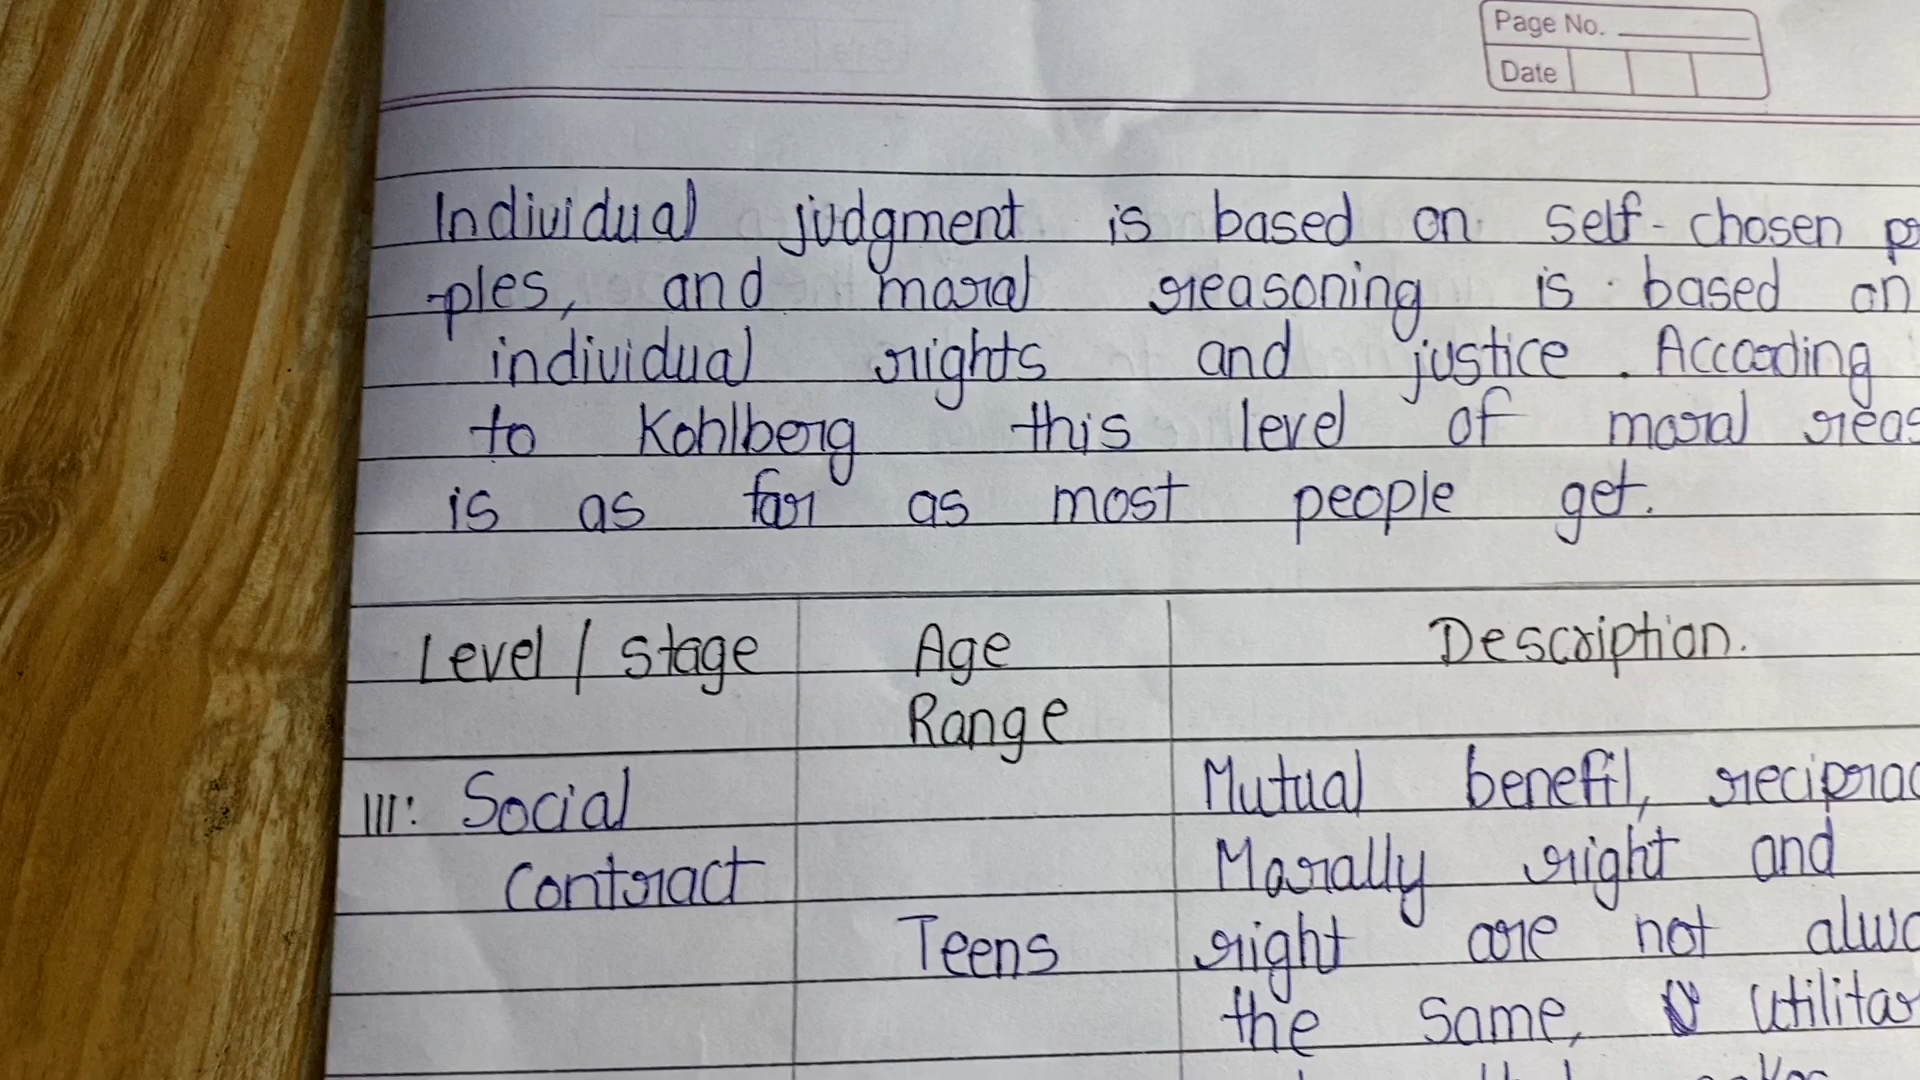 Page No.
Date
Individual judgment is based on self-chosen
-ples, and moral reasoning is based on
individual rights and justice. According
to Kohlberg this level of moral
is as far as most people get.
Level / Stage Age Description.
Range
III: Social Mutual benefit,
Contract Morally right and
Teens right are not
the same,